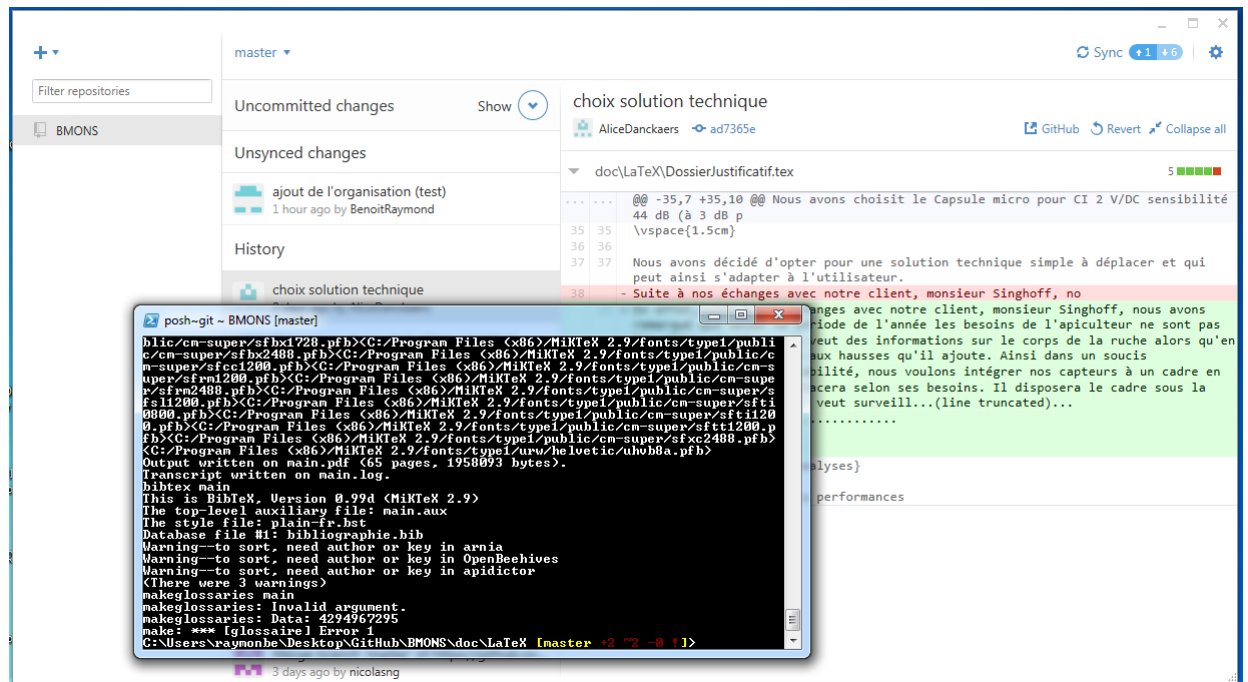 master
Sync +1 +6
Filter repositories
BMONS
Uncommitted changes
Show
Unsynced changes
ajout de l'organisation (test)
1 hour ago by BenoitRaymond
History
choix solution technique
choix solution technique
AliceDanckaers ad7365e
GitHub Revert Collapse all
doc\LaTeX\DossierJustificatif.tex
5
... ... @@ -35,7 +35,10 @@ Nous avons choisit le Capsule micro pour CI 2 V/DC sensibilité
44 dB (à 3 dB p
35 35 \vspace{1.5cm}
36 36
37 37 Nous avons décidé d'opter pour une solution technique simple à déplacer et qui
peut ainsi s'adapter à l'utilisateur.
38 - Suite à nos échanges avec notre client, monsieur Singhoff, no
anges avec notre client, monsieur Singhoff, nous avons
riode de l'année les besoins de l'apiculteur ne sont pas
veut des informations sur le corps de la ruche alors qu'en
aux hausses qu'il ajoute. Ainsi dans un soucis
bilité, nous voulons intégrer nos capteurs à un cadre en
acera selon ses besoins. Il disposera le cadre sous la
veut surveill...(line truncated)...
............
alyses}
performances
posh~git ~ BMONS [master]
blic/cm-super/sfbx1728.pfb><C:/Program Files (x86)/MiKTeX 2.9/fonts/type1/publi
c/cm-super/sfbx2488.pfb><C:/Program Files (x86)/MiKTeX 2.9/fonts/type1/public/c
m-super/sfcc1200.pfb><C:/Program Files (x86)/MiKTeX 2.9/fonts/type1/public/cm-s
uper/sfrm1200.pfb><C:/Program Files (x86)/MiKTeX 2.9/fonts/type1/public/cm-supe
r/sfrm2488.pfb><C:/Program Files (x86)/MiKTeX 2.9/fonts/type1/public/cm-super/s
fsl1200.pfb><C:/Program Files (x86)/MiKTeX 2.9/fonts/type1/public/cm-super/sfti
0800.pfb><C:/Program Files (x86)/MiKTeX 2.9/fonts/type1/public/cm-super/sfti120
0.pfb><C:/Program Files (x86)/MiKTeX 2.9/fonts/type1/public/cm-super/sftt1200.p
fb><C:/Program Files (x86)/MiKTeX 2.9/fonts/type1/public/cm-super/sfxc2488.pfb>
<C:/Program Files (x86)/MiKTeX 2.9/fonts/type1/urw/helvetic/uhvb8a.pfb>
Output written on main.pdf (65 pages, 1958093 bytes).
Transcript written on main.log.
bibtex main
This is BibTeX, Version 0.99d (MiKTeX 2.9)
The top-level auxiliary file: main.aux
The style file: plain-fr.bst
Database file #1: bibliographie.bib
Warning--to sort, need author or key in arnia
Warning--to sort, need author or key in OpenBeehives
Warning--to sort, need author or key in apidictor
(There were 3 warnings)
makeglossaries main
makeglossaries: Invalid argument.
makeglossaries: Data: 4294967295
make: *** [glossaire] Error 1
C:\Users\raymonbe\Desktop\GitHub\BMONS\doc\LaTeX [master +2 ~2 -0 !]>
3 days ago by nicolasng